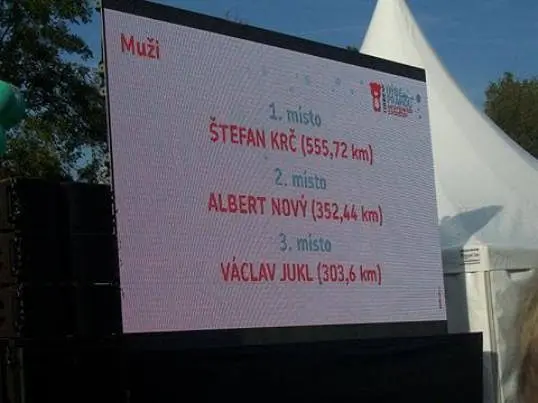 Muži
1. místo
ŠTEFAN KRČ (555,72 km)
2. místo
ALBERT NOVÝ (352,44 km)
3. místo
VÁCLAV JUKL (303,6 km)